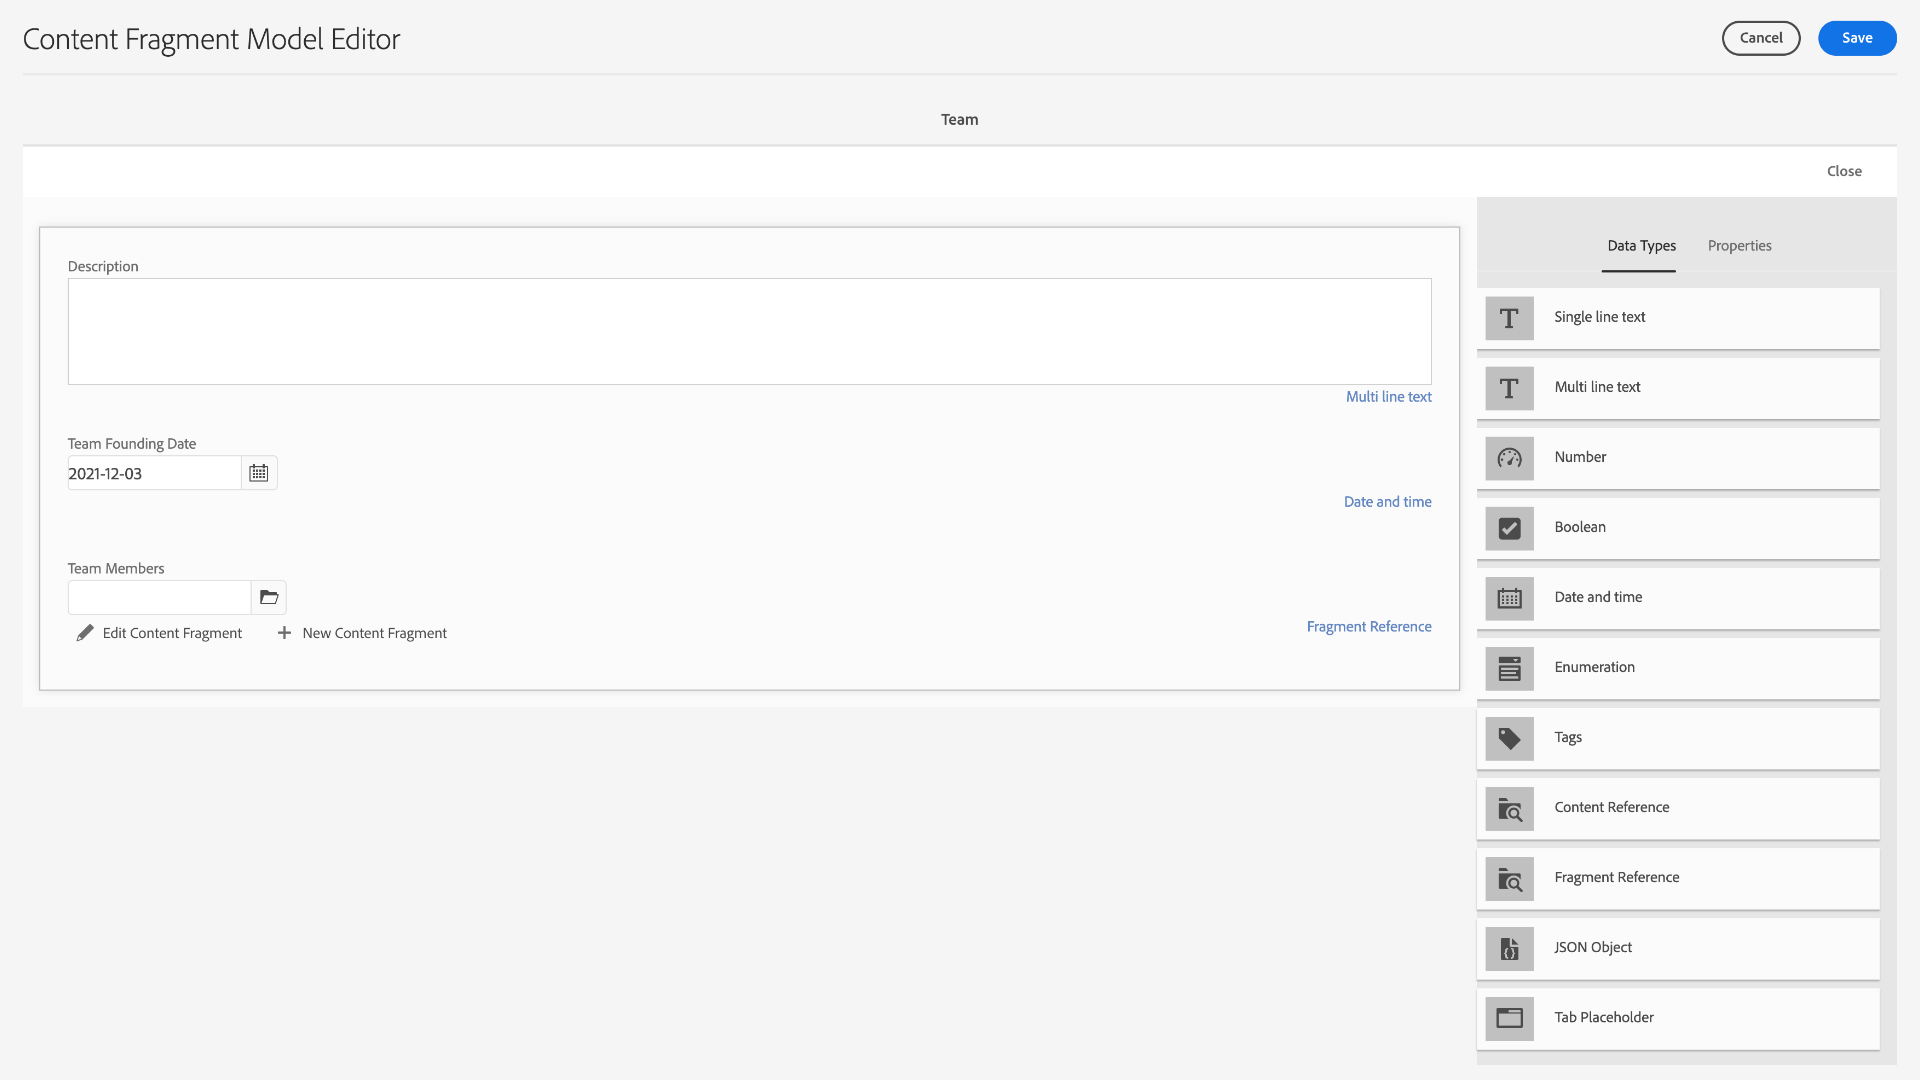 Content Fragment Model Editor
Cancel
Save
Team
Close
Description
Multi line text
Team Founding Date
2021-12-03
Date and time
Team Members
Edit Content Fragment
New Content Fragment
Fragment Reference
Data Types
Properties
Single line text
Multi line text
Number
Boolean
Date and time
Enumeration
Tags
Content Reference
Fragment Reference
JSON Object
Tab Placeholder